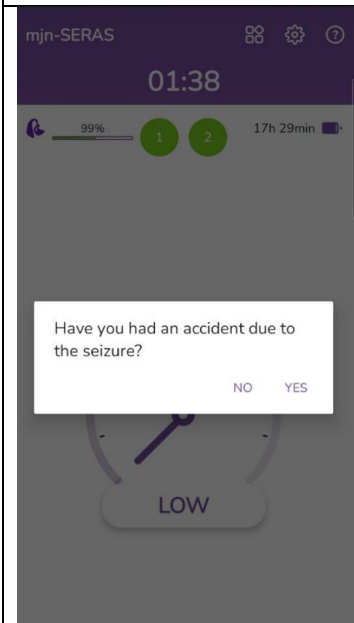 mjn-SERAS
01:38
99%
1
2
17h 29min
Have you had an accident due to
the seizure?
NO
YES
LOW